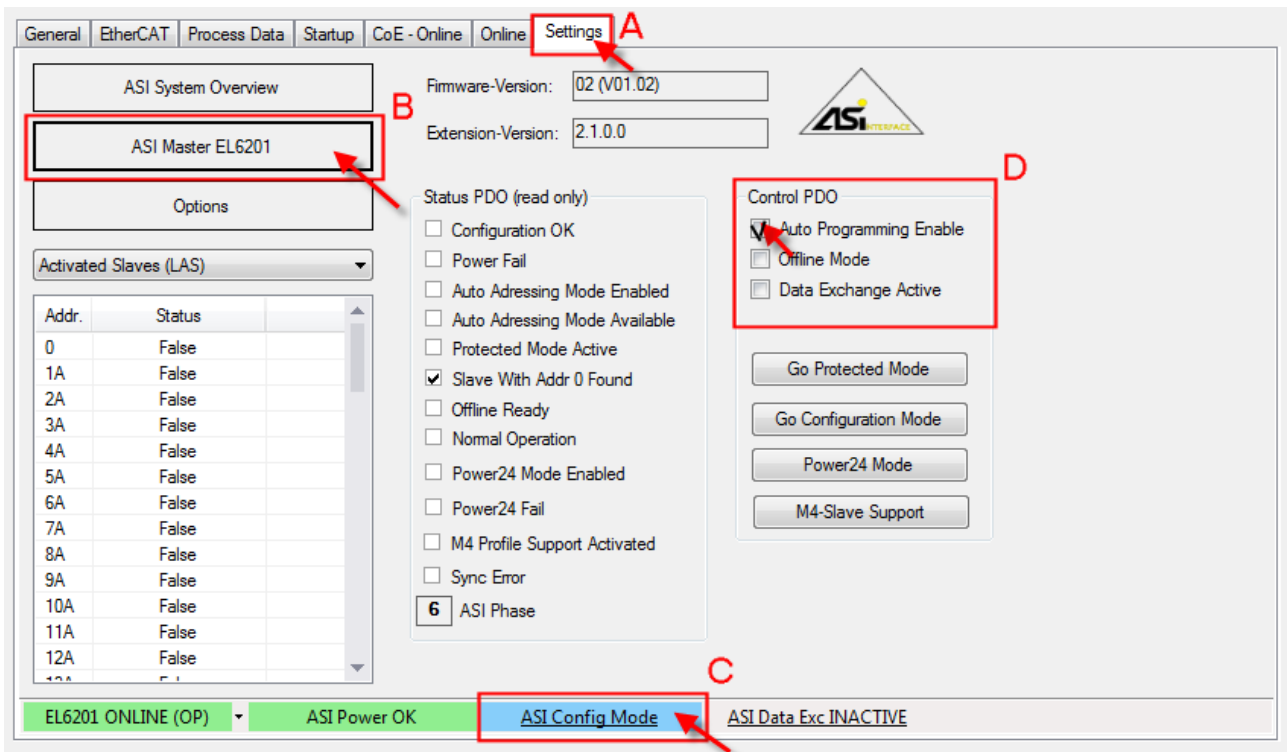 General EtherCAT Process Data Startup CoE - Online Online Settings A
ASI System Overview
B
ASI Master EL6201
Options
Activated Slaves (LAS)
Addr. Status
0 False
1A False
2A False
3A False
4A False
5A False
6A False
7A False
8A False
9A False
10A False
11A False
12A False
Firmware-Version: 02 (V01.02)
Extension-Version: 2.1.0.0
ASi INTERFACE
Status PDO (read only)
Configuration OK
Power Fail
Auto Adressing Mode Enabled
Auto Adressing Mode Available
Protected Mode Active
Slave With Addr 0 Found
Offline Ready
Normal Operation
Power24 Mode Enabled
Power24 Fail
M4 Profile Support Activated
Sync Error
6 ASI Phase
D
Control PDO
Auto Programming Enable
Offline Mode
Data Exchange Active
Go Protected Mode
Go Configuration Mode
Power24 Mode
M4-Slave Support
C
EL6201 ONLINE (OP) ASI Power OK ASI Config Mode ASI Data Exc INACTIVE